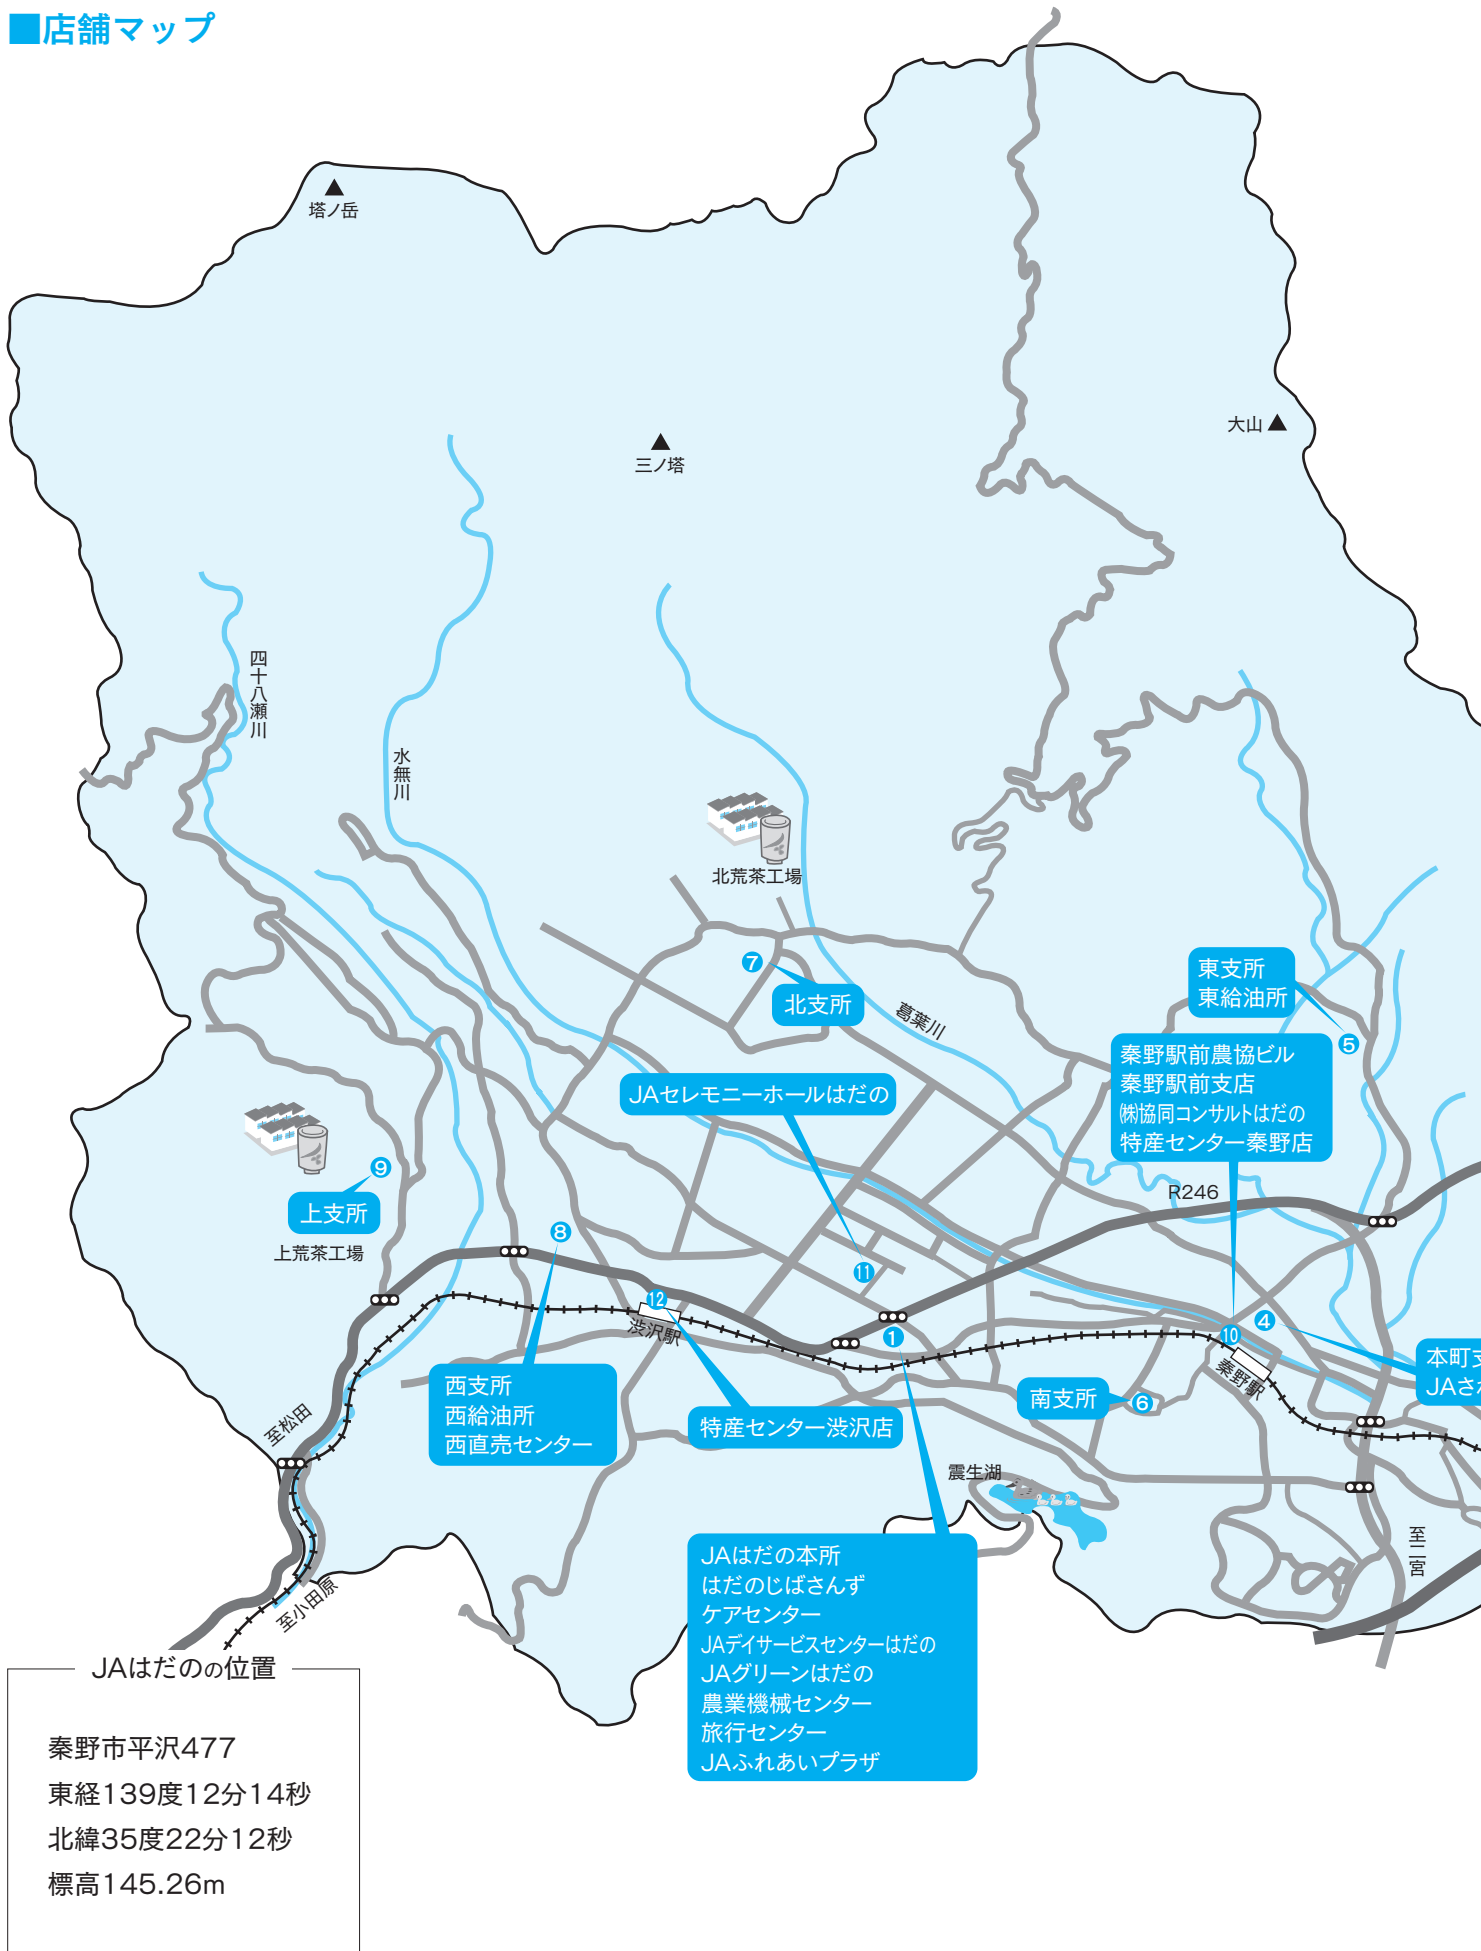 ■店舗マップ
塔ノ岳
三ノ塔
大山
四十八瀬川
水無川
北荒茶工場
⑦
北支所
葛葉川
東支所
東給油所
⑤
秦野駅前農協ビル
秦野駅前支店
㈱協同コンサルトはだの
特産センター秦野店
JAセレモニーホールはだの
⑨
上支所
上荒茶工場
R246
⑧
⑪
⑫
渋沢駅
①
⑩
④
秦野駅
本町支
JAさ
西支所
西給油所
西直売センター
特産センター渋沢店
南支所
⑥
至松田
震生湖
至二宮
至小田原
JAはだの本所
はだのじばさんず
ケアセンター
JAデイサービスセンターはだの
JAグリーンはだの
農業機械センター
旅行センター
JAふれあいプラザ
JAはだのの位置
秦野市平沢477
東経139度12分14秒
北緯35度22分12秒
標高145.26m